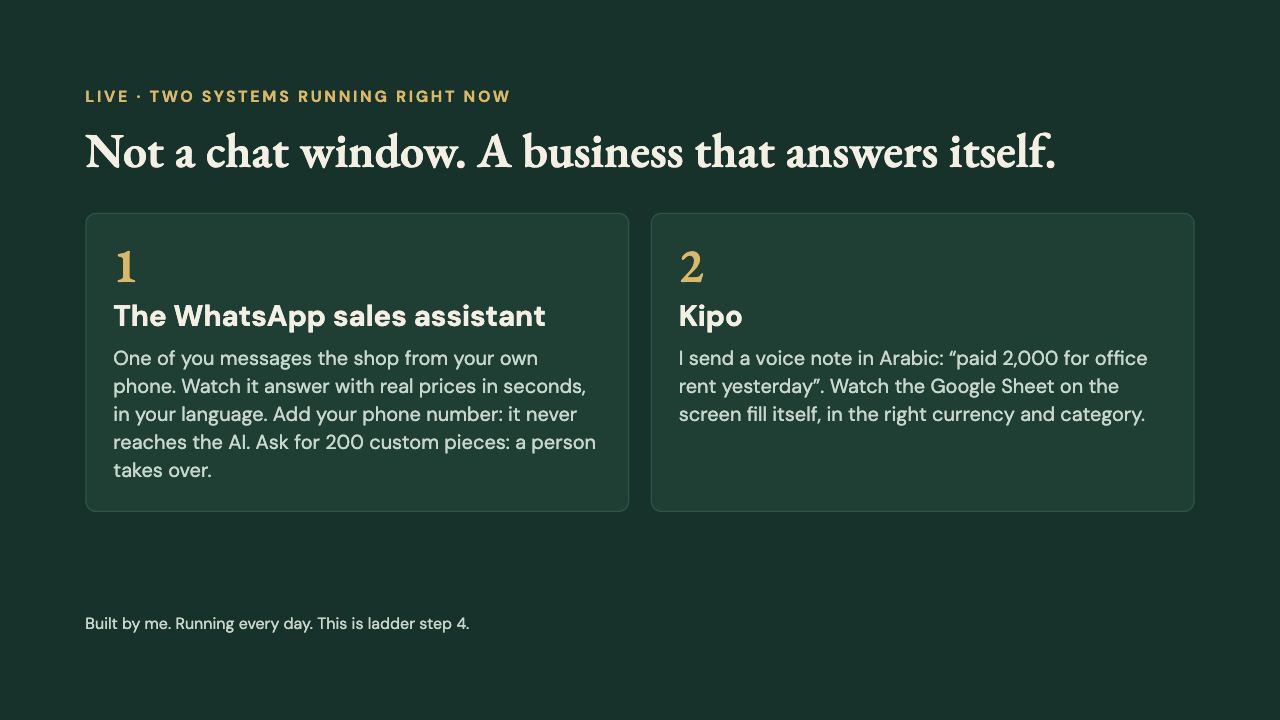 LIVE · TWO SYSTEMS RUNNING RIGHT NOW
Not a chat window. A business that answers itself.
1
The WhatsApp sales assistant
One of you messages the shop from your own
phone. Watch it answer with real prices in seconds,
in your language. Add your phone number: it never
reaches the AI. Ask for 200 custom pieces: a person
takes over.
2
Kipo
I send a voice note in Arabic: “paid 2,000 for office
rent yesterday”. Watch the Google Sheet on the
screen fill itself, in the right currency and category.
Built by me. Running every day. This is ladder step 4.